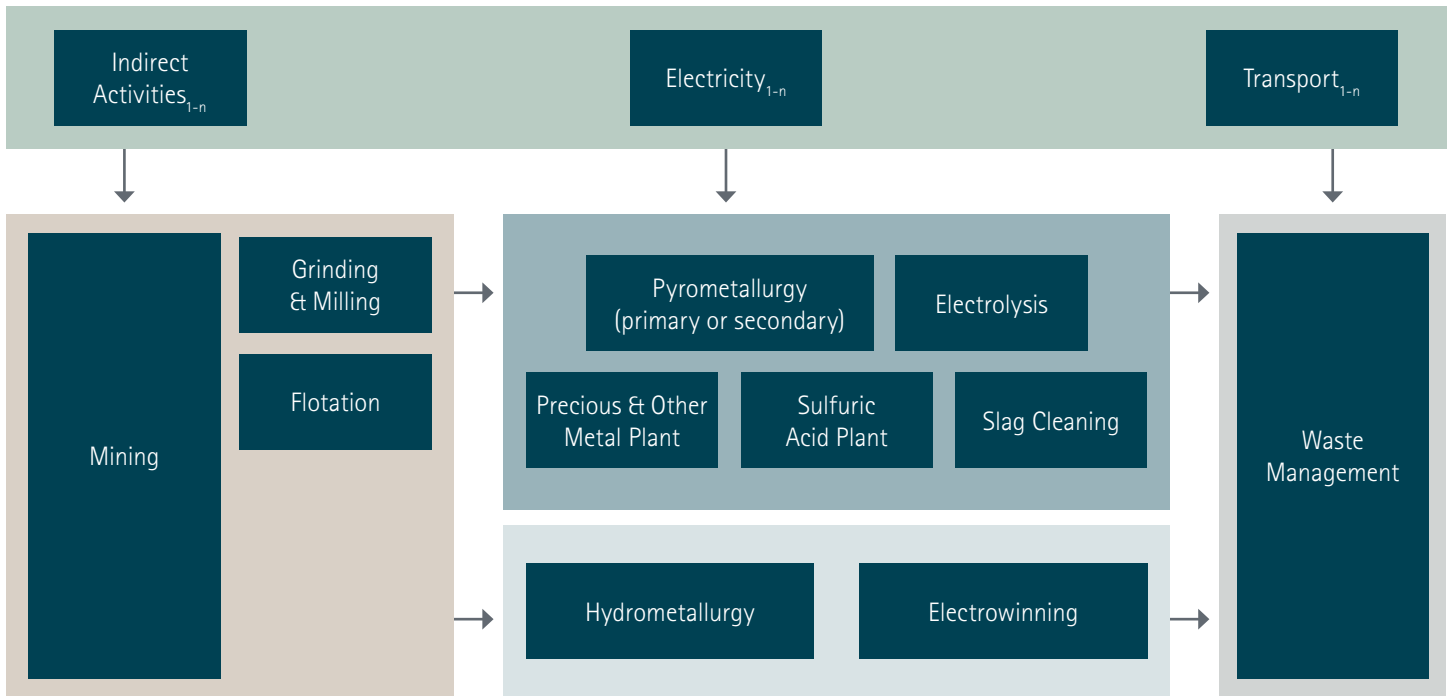 Indirect
Activities1-n
Electricity1-n
Transport1-n
Mining
Grinding
& Milling
Flotation
Pyrometallurgy
(primary or secondary)
Electrolysis
Precious & Other
Metal Plant
Sulfuric
Acid Plant
Slag Cleaning
Hydrometallurgy
Electrowinning
Waste
Management